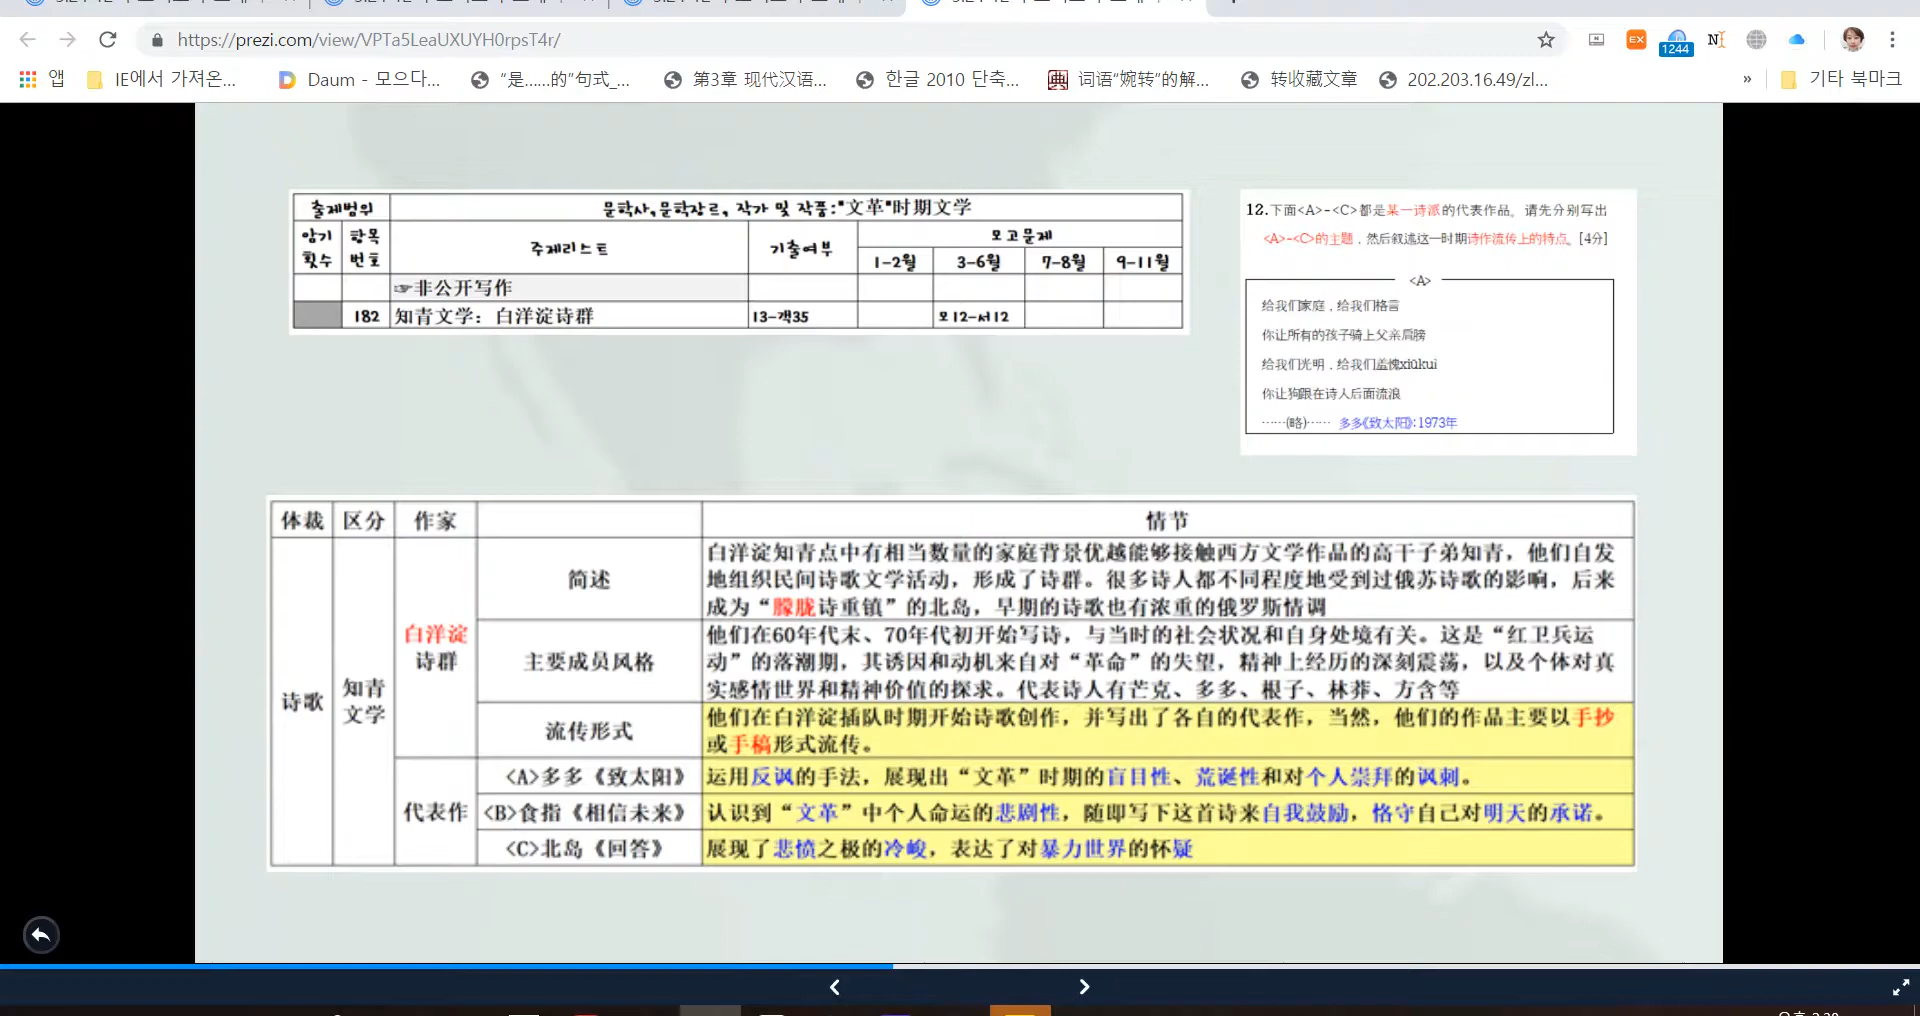 https://prezi.com/view/VPTa5LeaUXUYH0rpsT4r/
EX
1244
N
앱
IE에서 가져온...
Daum - 모으다...
“是……的”句式_...
第3章 现代汉语...
한글 2010 단축...
词语“婉转”的解...
转收藏文章
202.203.16.49/zl...
»
기타 북마크
출제범위
문학사,문학장르, 작가 및 작품:"文革"时期文学
암기 횟수
항목 번호
주제리스트
기출여부
모고문제
1-2월
3-6월
7-8월
9-11월
☞非公开写作
182
知青文学：白洋淀诗群
13-객35
모12-서12
12.下面<A>-<C>都是某一诗派的代表作品。请先分别写出
<A>-<C>的主题，然后叙述这一时期诗作流传上的特点。[4分]
<A>
给我们家庭，给我们格言
你让所有的孩子骑上父亲肩膀
给我们光明，给我们羞愧xiūkuì
你让狗跟在诗人后面流浪
……(略)…… 多多《致太阳》:1973年
体裁
区分
作家
情节
诗歌
知青
文学
白洋淀
诗群
简述
白洋淀知青点中有相当数量的家庭背景优越能够接触西方文学作品的高干子弟知青，他们自发
地组织民间诗歌文学活动，形成了诗群。很多诗人都不同程度地受到过俄苏诗歌的影响，后来
成为“朦胧诗重镇”的北岛，早期的诗歌也有浓重的俄罗斯情调
主要成员风格
他们在60年代末、70年代初开始写诗，与当时的社会状况和自身处境有关。这是“红卫兵运
动”的落潮期，其诱因和动机来自对“革命”的失望，精神上经历的深刻震荡，以及个体对真
实感情世界和精神价值的探求。代表诗人有芒克、多多、根子、林莽、方含等
流传形式
他们在白洋淀插队时期开始诗歌创作，并写出了各自的代表作，当然，他们的作品主要以手抄
或手稿形式流传。
代表作
<A>多多《致太阳》
运用反讽的手法，展现出“文革”时期的盲目性、荒诞性和对个人崇拜的讽刺。
<B>食指《相信未来》
认识到“文革”中个人命运的悲剧性，随即写下这首诗来自我鼓励，恪守自己对明天的承诺。
<C>北岛《回答》
展现了悲愤之极的冷峻，表达了对暴力世界的怀疑